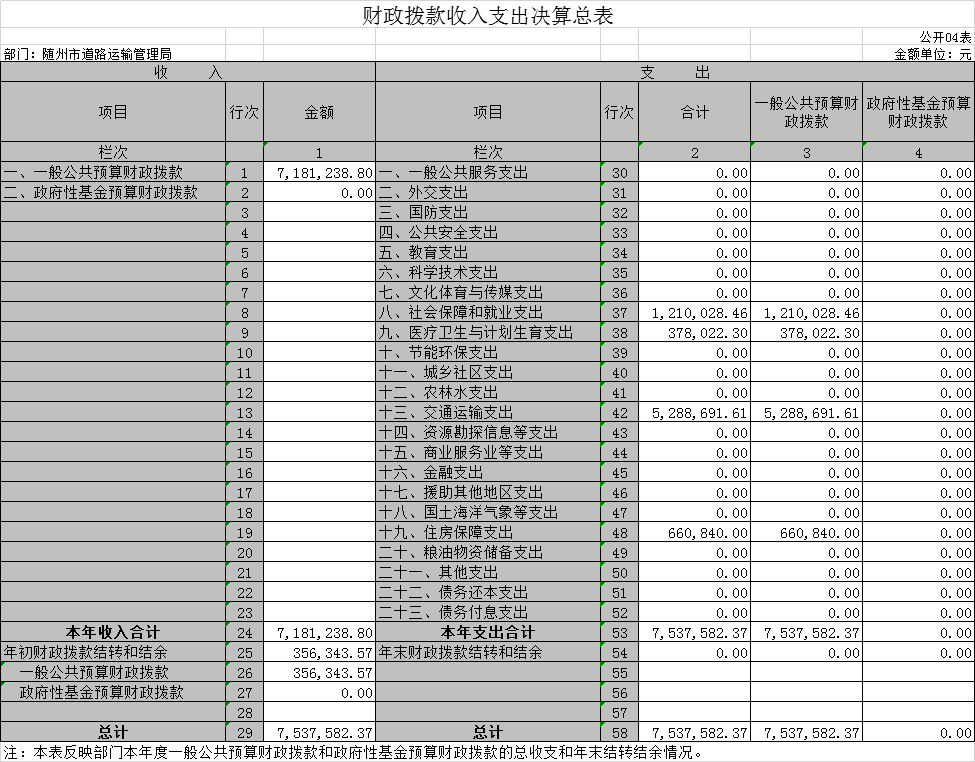 财政拨款收入支出决算总表
公开04表
部门：随州市道路运输管理局 金额单位：元
收 入 支 出
项目 行次 金额 项目 行次 合计 一般公共预算财政拨款 政府性基金预算财政拨款
栏次 1 栏次 2 3 4
一、一般公共预算财政拨款 1 7,181,238.80 一、一般公共服务支出 30 0.00 0.00 0.00
二、政府性基金预算财政拨款 2 0.00 二、外交支出 31 0.00 0.00 0.00
3 三、国防支出 32 0.00 0.00 0.00
4 四、公共安全支出 33 0.00 0.00 0.00
5 五、教育支出 34 0.00 0.00 0.00
6 六、科学技术支出 35 0.00 0.00 0.00
7 七、文化体育与传媒支出 36 0.00 0.00 0.00
8 八、社会保障和就业支出 37 1,210,028.46 1,210,028.46 0.00
9 九、医疗卫生与计划生育支出 38 378,022.30 378,022.30 0.00
10 十、节能环保支出 39 0.00 0.00 0.00
11 十一、城乡社区支出 40 0.00 0.00 0.00
12 十二、农林水支出 41 0.00 0.00 0.00
13 十三、交通运输支出 42 5,288,691.61 5,288,691.61 0.00
14 十四、资源勘探信息等支出 43 0.00 0.00 0.00
15 十五、商业服务业等支出 44 0.00 0.00 0.00
16 十六、金融支出 45 0.00 0.00 0.00
17 十七、援助其他地区支出 46 0.00 0.00 0.00
18 十八、国土海洋气象等支出 47 0.00 0.00 0.00
19 十九、住房保障支出 48 660,840.00 660,840.00 0.00
20 二十、粮油物资储备支出 49 0.00 0.00 0.00
21 二十一、其他支出 50 0.00 0.00 0.00
22 二十二、债务还本支出 51 0.00 0.00 0.00
23 二十三、债务付息支出 52 0.00 0.00 0.00
本年收入合计 24 7,181,238.80 本年支出合计 53 7,537,582.37 7,537,582.37 0.00
年初财政拨款结转和结余 25 356,343.57 年末财政拨款结转和结余 54 0.00 0.00 0.00
一般公共预算财政拨款 26 356,343.57 55
政府性基金预算财政拨款 27 0.00 56
28 57
总计 29 7,537,582.37 总计 58 7,537,582.37 7,537,582.37 0.00
注：本表反映部门本年度一般公共预算财政拨款和政府性基金预算财政拨款的总收支和年末结转结余情况。